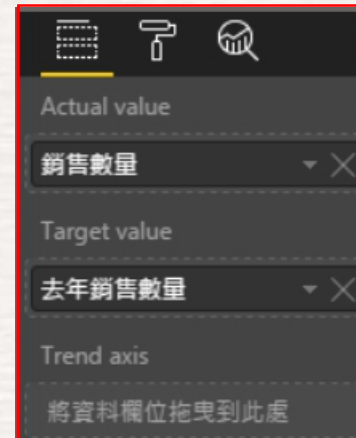 Actual value
銷售數量
Target value
去年銷售數量
Trend axis
將資料欄位拖曳到此處